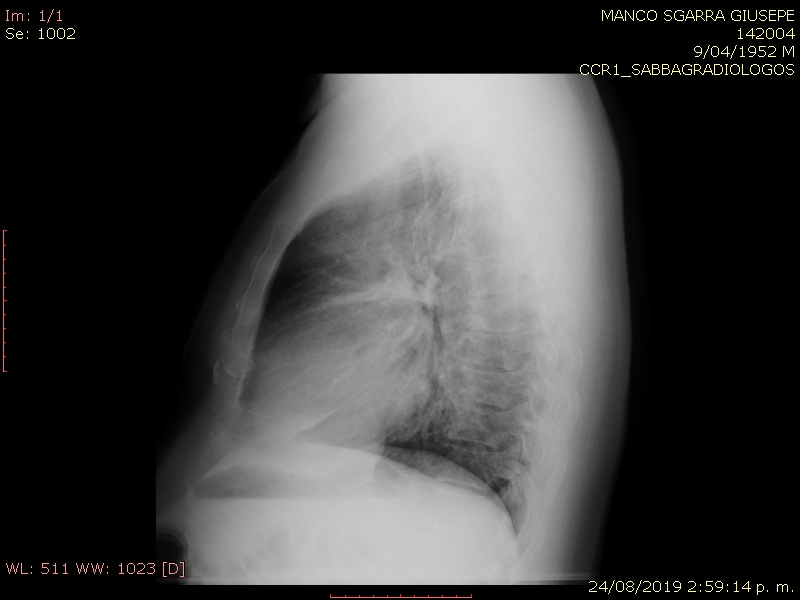 Im: 1/1
Se: 1002
MANCO SGARRA GIUSEPE
142004
9/04/1952 M
CCR1_SABBAGRADIOLOGOS
WL: 511 WW: 1023 [D]
24/08/2019 2:59:14 p. m.